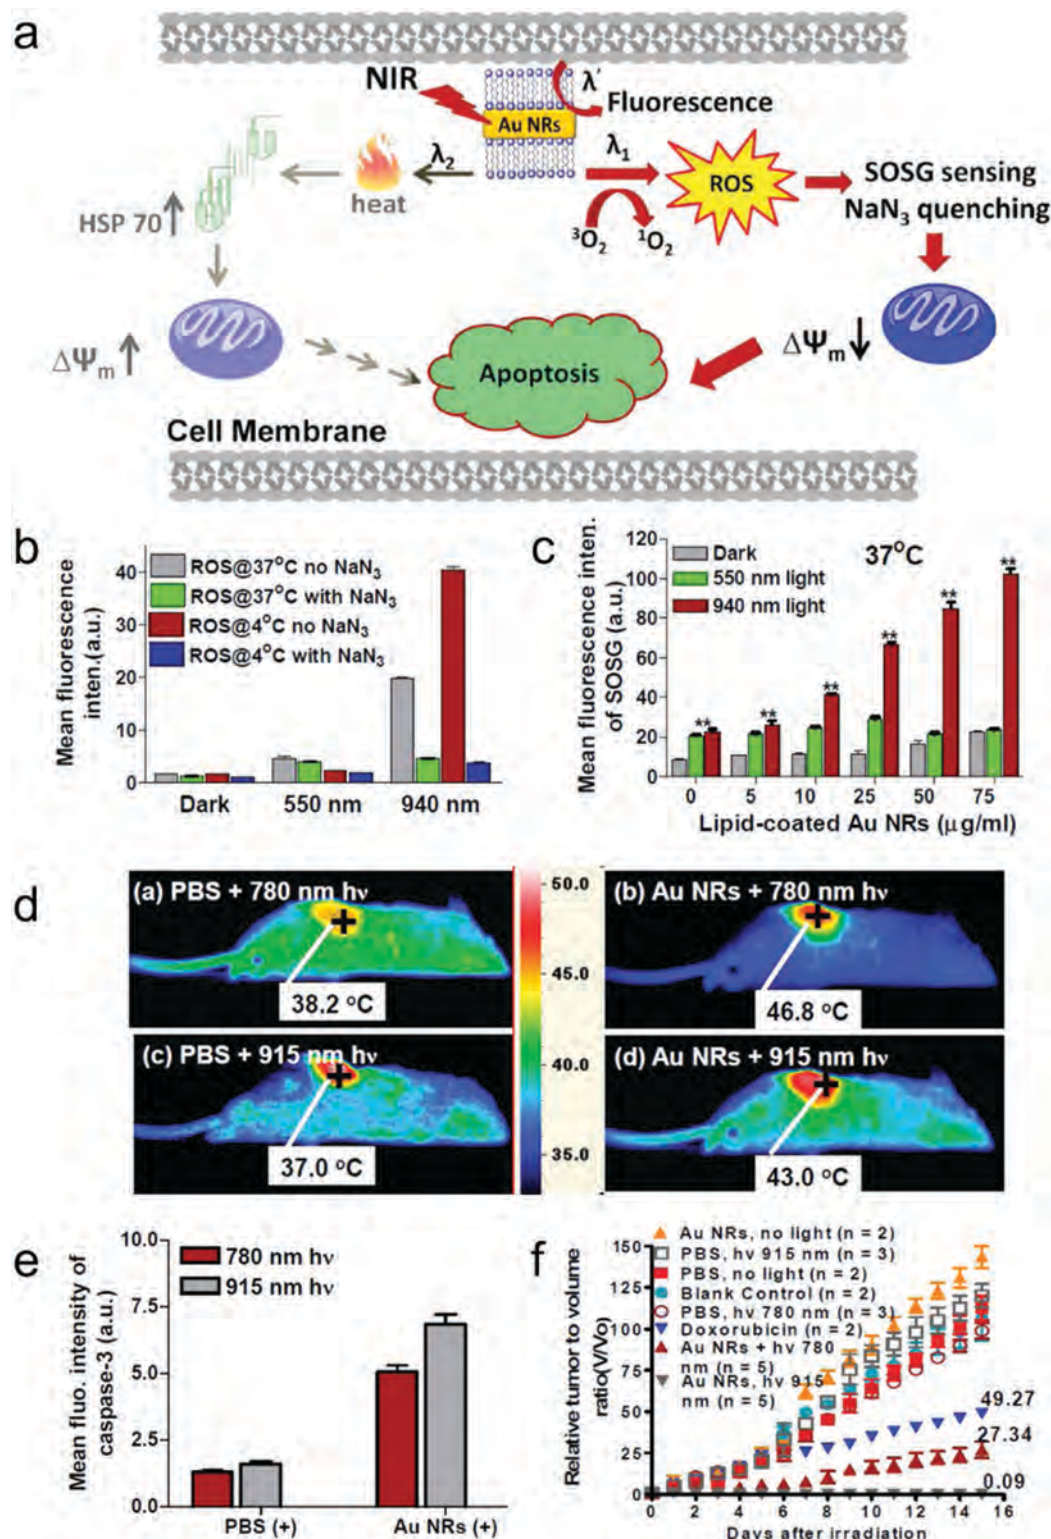 a
NIR
λ'
Fluorescence
Au NRs
λ₂
λ₁
heat
ROS
SOSG sensing
NaN₃ quenching
³O₂
¹O₂
HSP 70
ΔΨm
Apoptosis
ΔΨm
Cell Membrane
b
Mean fluorescence
inten.(a.u.)
40
30
20
10
0
ROS@37°C no NaN₃
ROS@37°C with NaN₃
ROS@4°C no NaN₃
ROS@4°C with NaN₃
Dark
550 nm
940 nm
c
Mean fluorescence inten.
of SOSG (a.u.)
120
100
80
60
40
20
0
Dark
550 nm light
940 nm light
37°C
**
**
**
**
**
**
0
5
10
25
50
75
Lipid-coated Au NRs (μg/ml)
d
(a) PBS + 780 nm hν
38.2 °C
50.0
45.0
40.0
35.0
(b) Au NRs + 780 nm hν
46.8 °C
(c) PBS + 915 nm hν
37.0 °C
(d) Au NRs + 915 nm hν
43.0 °C
e
Mean fluo. intensity of
caspase-3 (a.u.)
10.0
7.5
5.0
2.5
0.0
780 nm hν
915 nm hν
PBS (+)
Au NRs (+)
f
Relative tumor to volume
ratio(V/Vo)
150
125
100
75
50
25
0
Au NRs, no light (n = 2)
PBS, hν 915 nm (n = 3)
PBS, no light (n = 2)
Blank Control (n = 2)
PBS, hν 780 nm (n = 3)
Doxorubicin (n = 2)
Au NRs + hν 780
nm (n = 5)
Au NRs, hν 915
nm (n = 5)
49.27
27.34
0.09
0 2 4 6 8 10 12 14 16
Days after irradiation